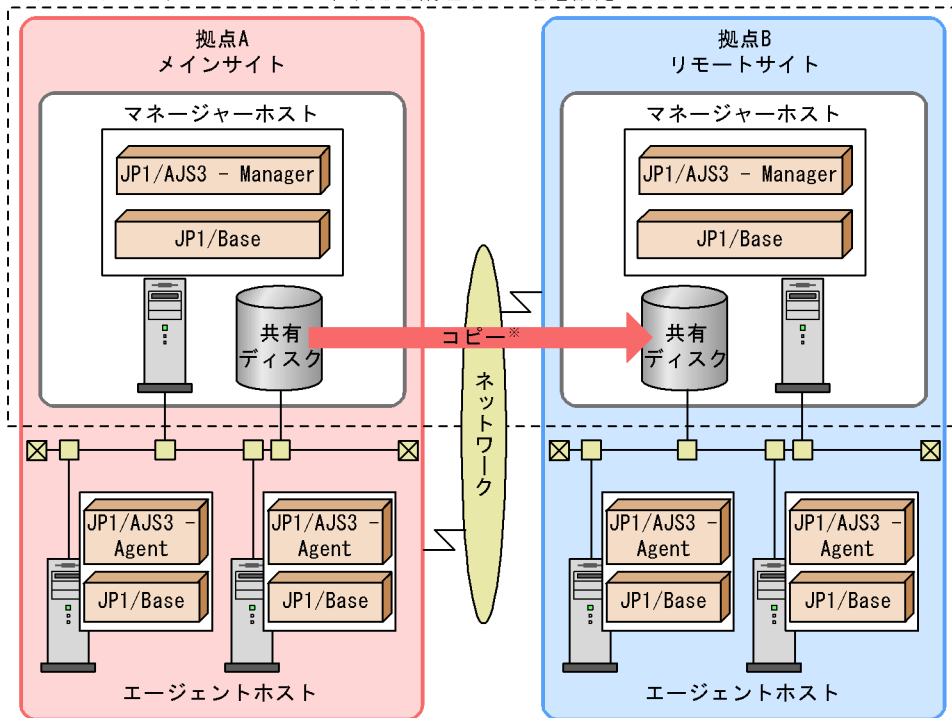 拠点A
メインサイト
マネージャーホスト
JP1/AJS3 - Manager
JP1/Base
共有
ディスク
コピー※
ネットワーク
拠点B
リモートサイト
マネージャーホスト
JP1/AJS3 - Manager
JP1/Base
共有
ディスク
JP1/AJS3 -
Agent
JP1/Base
JP1/AJS3 -
Agent
JP1/Base
エージェントホスト
JP1/AJS3 -
Agent
JP1/Base
JP1/AJS3 -
Agent
JP1/Base
エージェントホスト